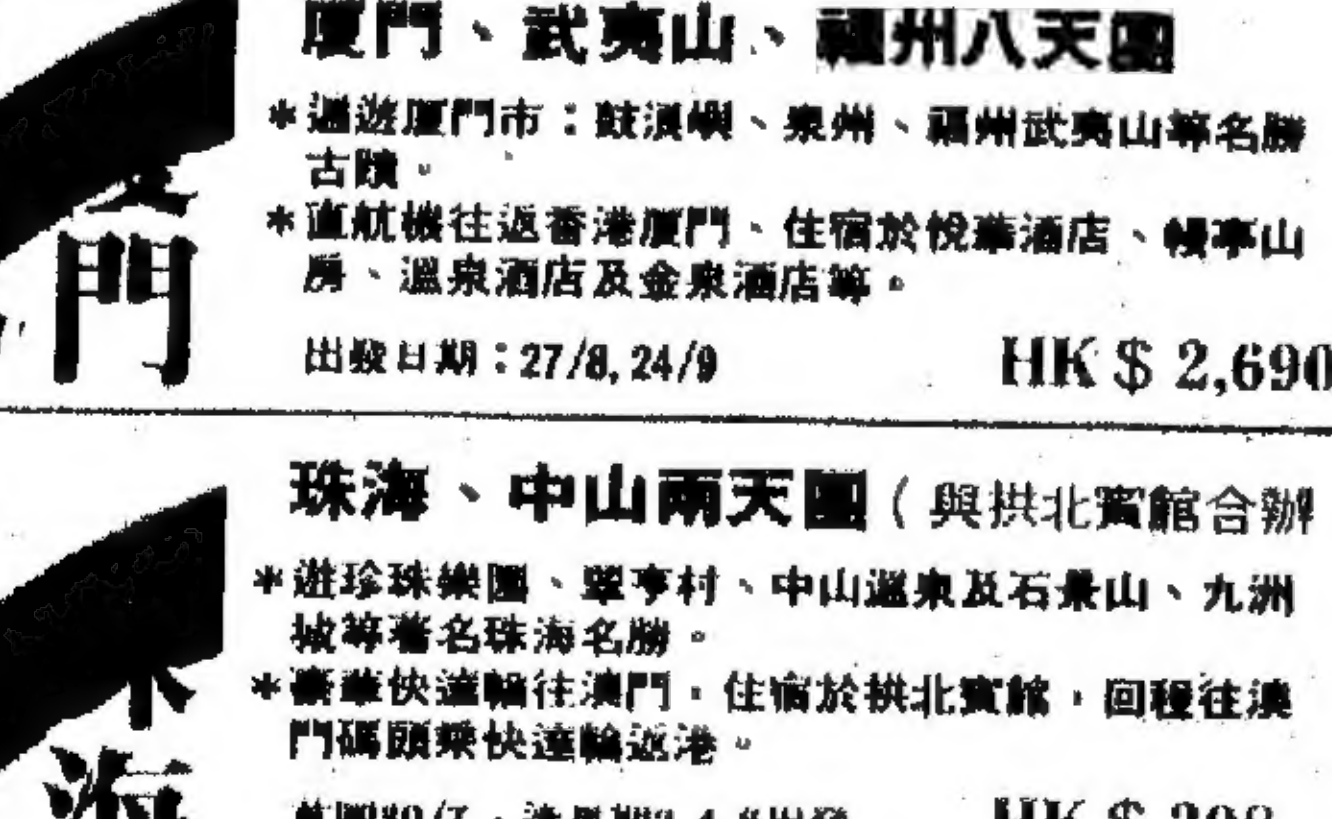 廈門、武夷山、福州八天團
*遍遊廈門市：鼓浪嶼、泉州、福州武夷山等名勝
古蹟。
*直航機往返香港廈門、住宿於悅華酒店、幔亭山
房、溫泉酒店及金泉酒店等。
出發日期：27/8, 24/9
HK$ 2,690
門
珠海、中山兩天團（與拱北賓館合辦
*遊珍珠樂園、翠亨村、中山溫泉及石景山、九洲
城等著名珠海名勝。
*豪華快達輪往澳門，住宿於拱北賓館，回程往澳
門碼頭乘快達輪返港。
HK$
海